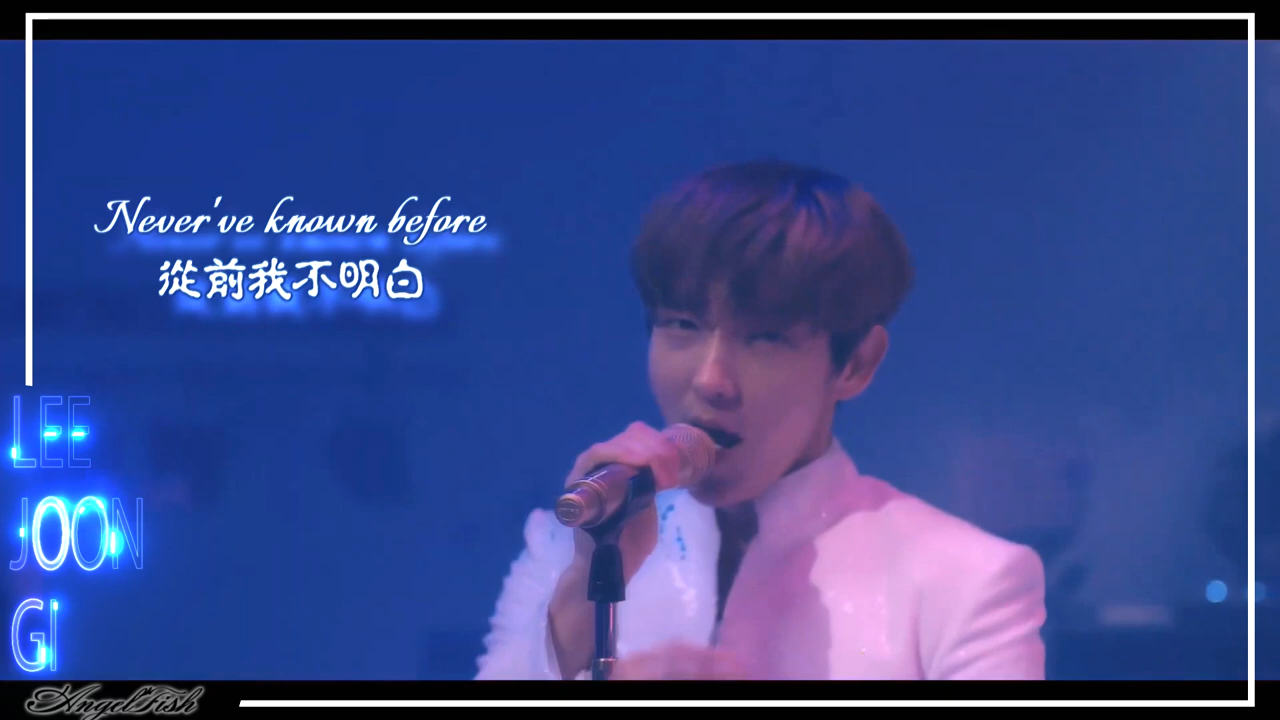 Never've known before
從前我不明白
LEE
JOON
GI
AngelFish